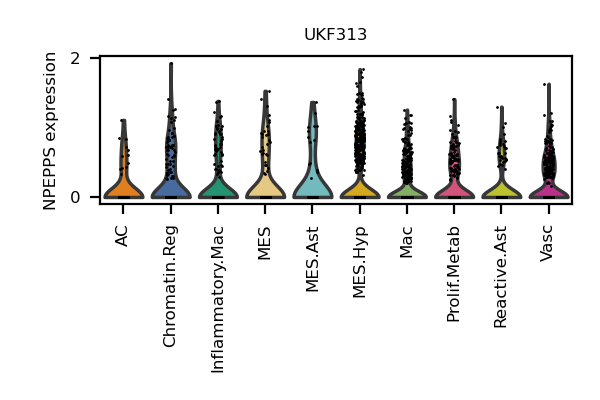 UKF313
NPEPPS expression
2
0
AC
Chromatin.Reg
Inflammatory.Mac
MES
MES.Ast
MES.Hyp
Mac
Prolif.Metab
Reactive.Ast
Vasc